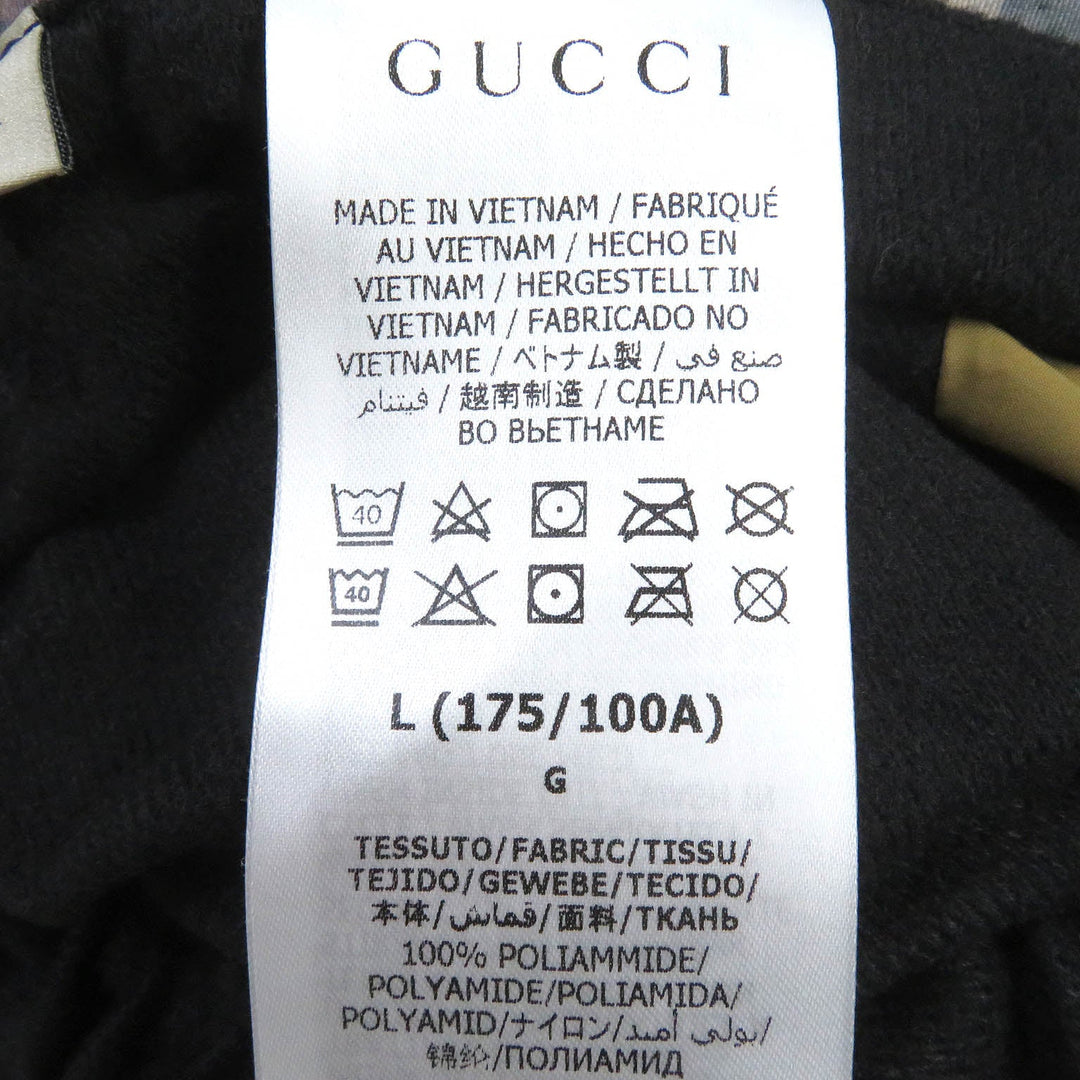 GUCCI
MADE IN VIETNAM / FABRIQUÉ
AU VIETNAM / HECHO EN
VIETNAM / HERGESTELLT IN
VIETNAM / FABRICADO NO
VIETNAME / ベトナム製 / صنع في
فيتنام / 越南制造 / СДЕЛАНО
ВО ВЬЕТНАМЕ
40
40
L (175/100A)
G
TESSUTO/FABRIC/TISSU/
TEJIDO/GEWEBE/TECIDO/
本体/قماش/面料/ТКАНЬ
100% POLIAMMIDE/
POLYAMIDE/POLIAMIDA/
POLYAMID/ナイロン/بولي أميد/
锦纶/ПОЛИАМИД